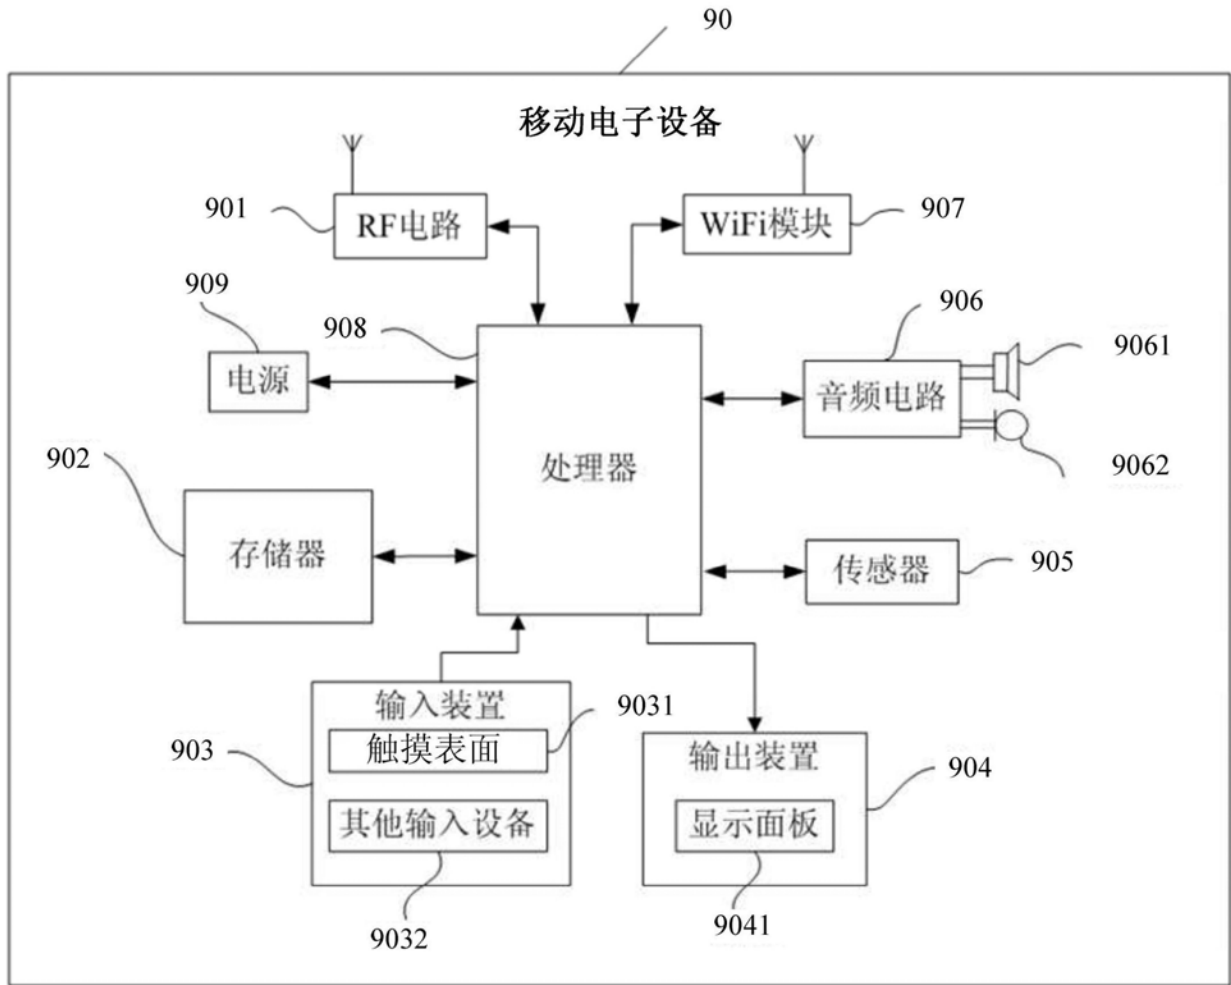 90
移动电子设备
901
RF电路
WiFi模块
907
909
908
906
9061
电源
音频电路
902
处理器
9062
存储器
传感器
905
输入装置
9031
903
触摸表面
输出装置
904
其他输入设备
显示面板
9032
9041